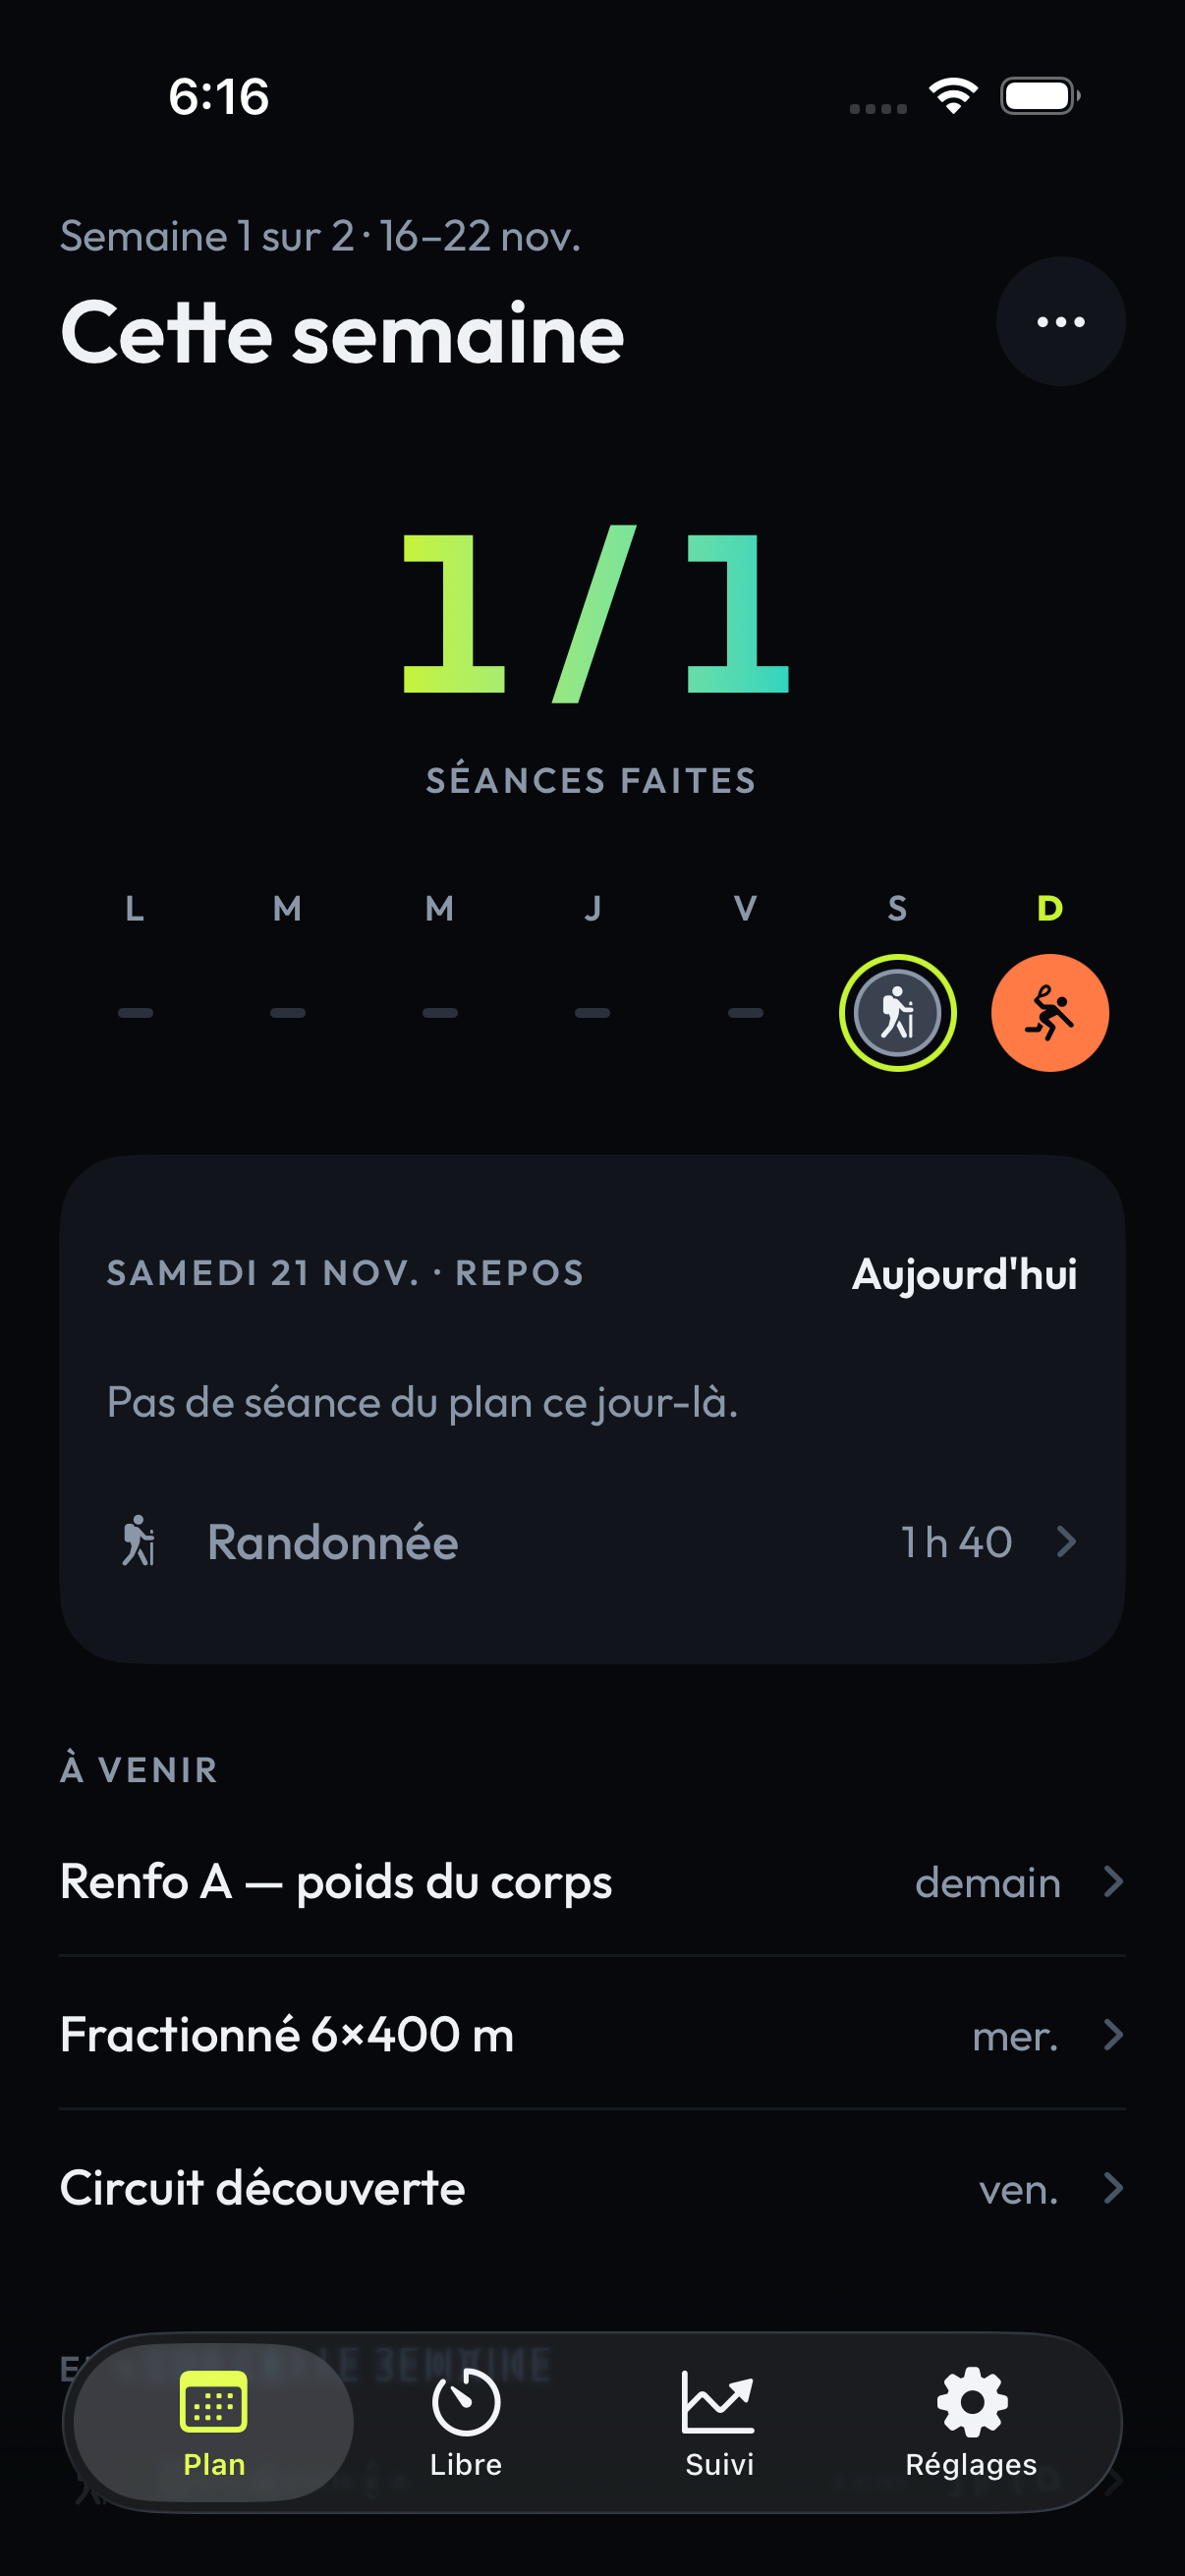 6:16
Semaine 1 sur 2 · 16–22 nov.
Cette semaine
1/1
SÉANCES FAITES
L M M J V S D
SAMEDI 21 NOV. · REPOS Aujourd'hui
Pas de séance du plan ce jour-là.
Randonnée 1 h 40
À VENIR
Renfo A — poids du corps demain
Fractionné 6×400 m mer.
Circuit découverte ven.
Plan Libre Suivi Réglages